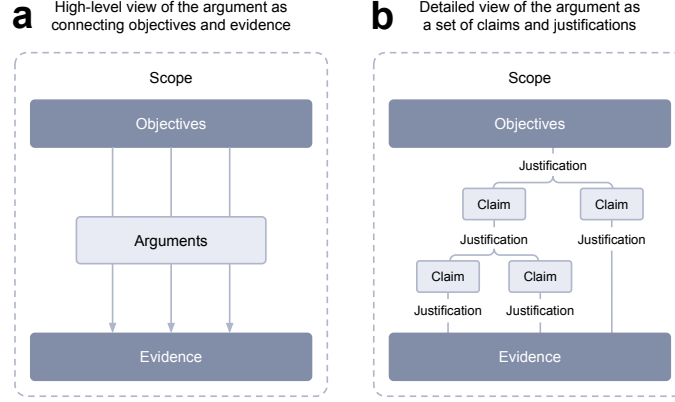 a
High-level view of the argument as
connecting objectives and evidence
Scope
Objectives
Arguments
Evidence
b
Detailed view of the argument as
a set of claims and justifications
Scope
Objectives
Justification
Claim
Claim
Justification
Justification
Claim
Claim
Justification
Justification
Evidence